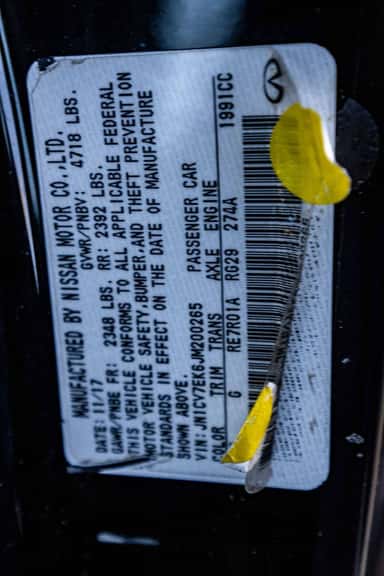 MANUFACTURED BY NISSAN MOTOR CO.,LTD.
DATE: 11/17 GVWR/PNBV: 4718 LBS.
GAWR/PNBE FR: 2348 LBS. RR: 2392 LBS.
THIS VEHICLE CONFORMS TO ALL APPLICABLE FEDERAL
MOTOR VEHICLE SAFETY,BUMPER,AND THEFT PREVENTION
STANDARDS IN EFFECT ON THE DATE OF MANUFACTURE
SHOWN ABOVE.
VIN:JN1CV7EK6JM200265 PASSENGER CAR
COLOR TRIM TRANS AXLE ENGINE 1991CC
G RE7R01A RG29 274A